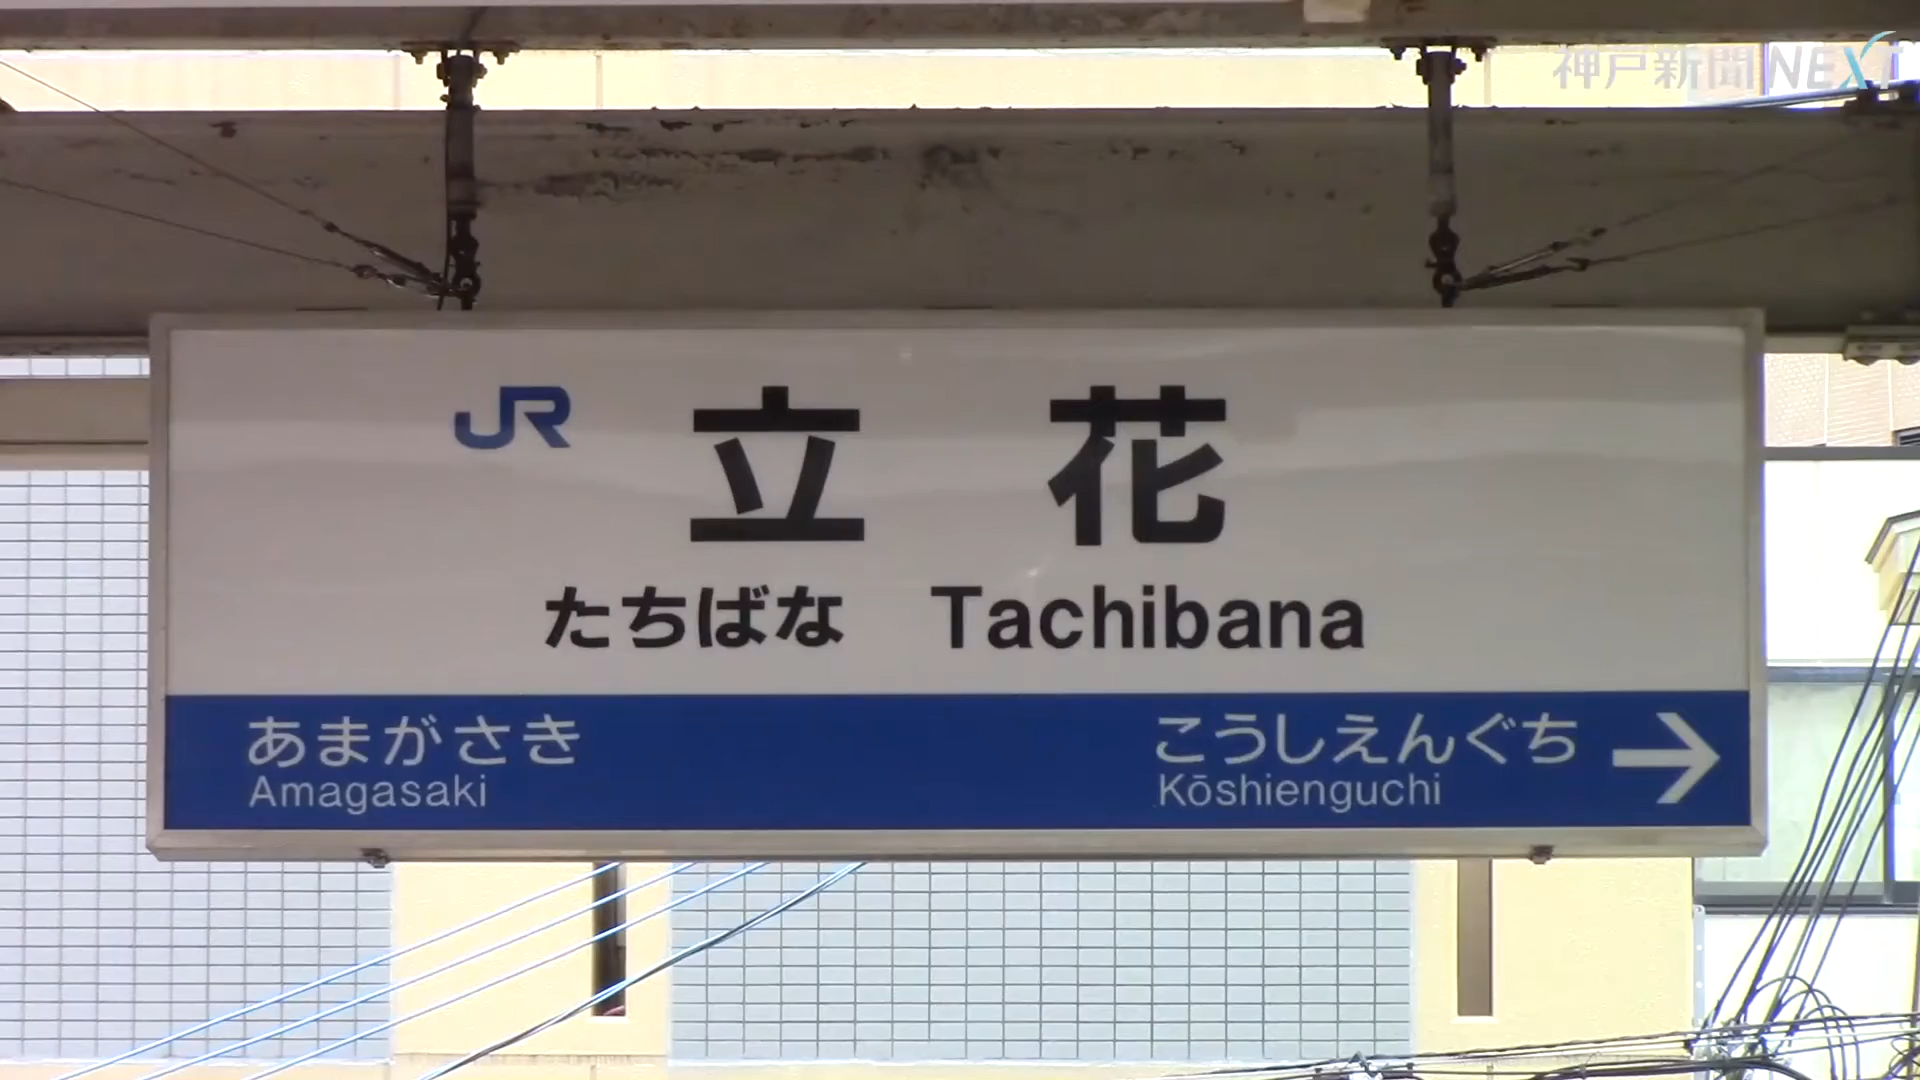 神戸新聞NEXT
JR 立花
たちばな Tachibana
あまがさき こうしえんぐち →
Amagasaki Kōshienguchi